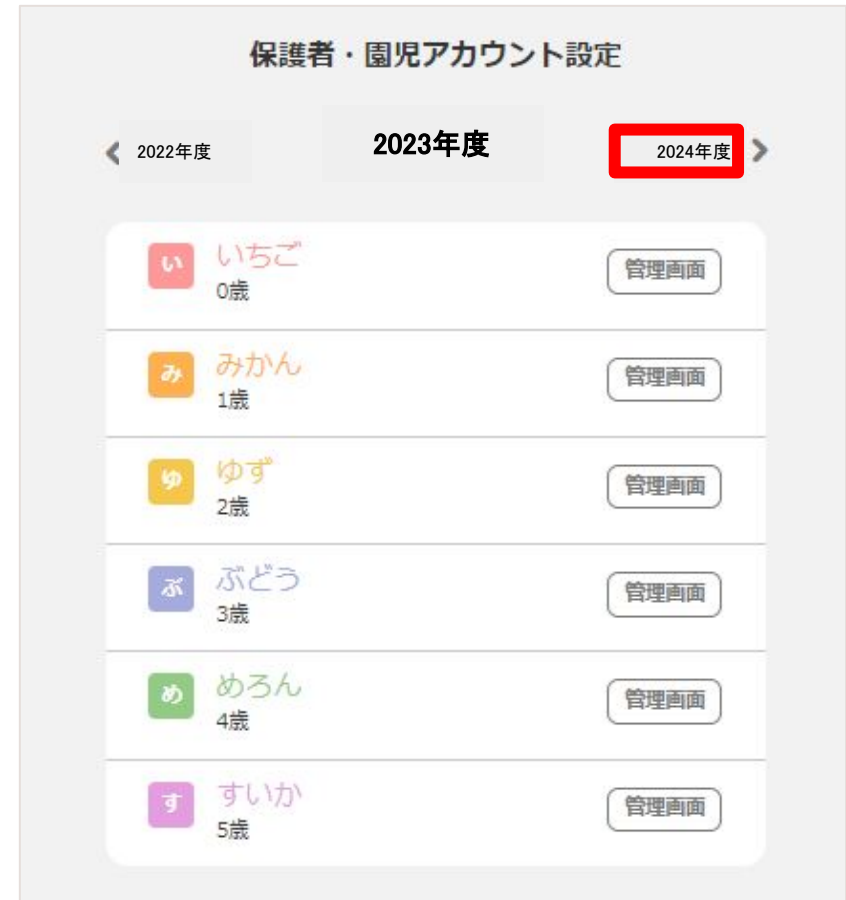 保護者・園児アカウント設定
2022年度 2023年度 2024年度
い いちご 管理画面
0歳
み みかん 管理画面
1歳
ゆ ゆず 管理画面
2歳
ぶ ぶどう 管理画面
3歳
め めろん 管理画面
4歳
す すいか 管理画面
5歳